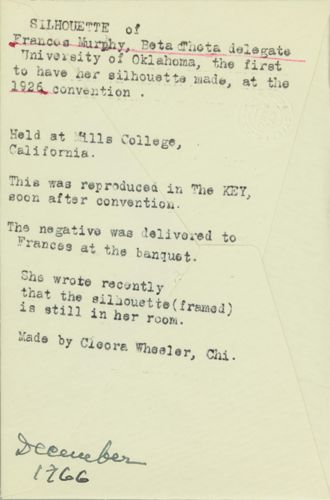 SILHOUETTE of
Frances Murphy, Beta Theta delegate
University of Oklahoma, the first
to have her silhouette made, at the
1926 convention .
Held at Mills College,
California.
This was reproduced in The KEY,
soon after convention.
The negative was delivered to
Frances at the banquet.
She wrote recently
that the silhouette(framed)
is still in her room.
Made by Cleora Wheeler, Chi.
December
1966